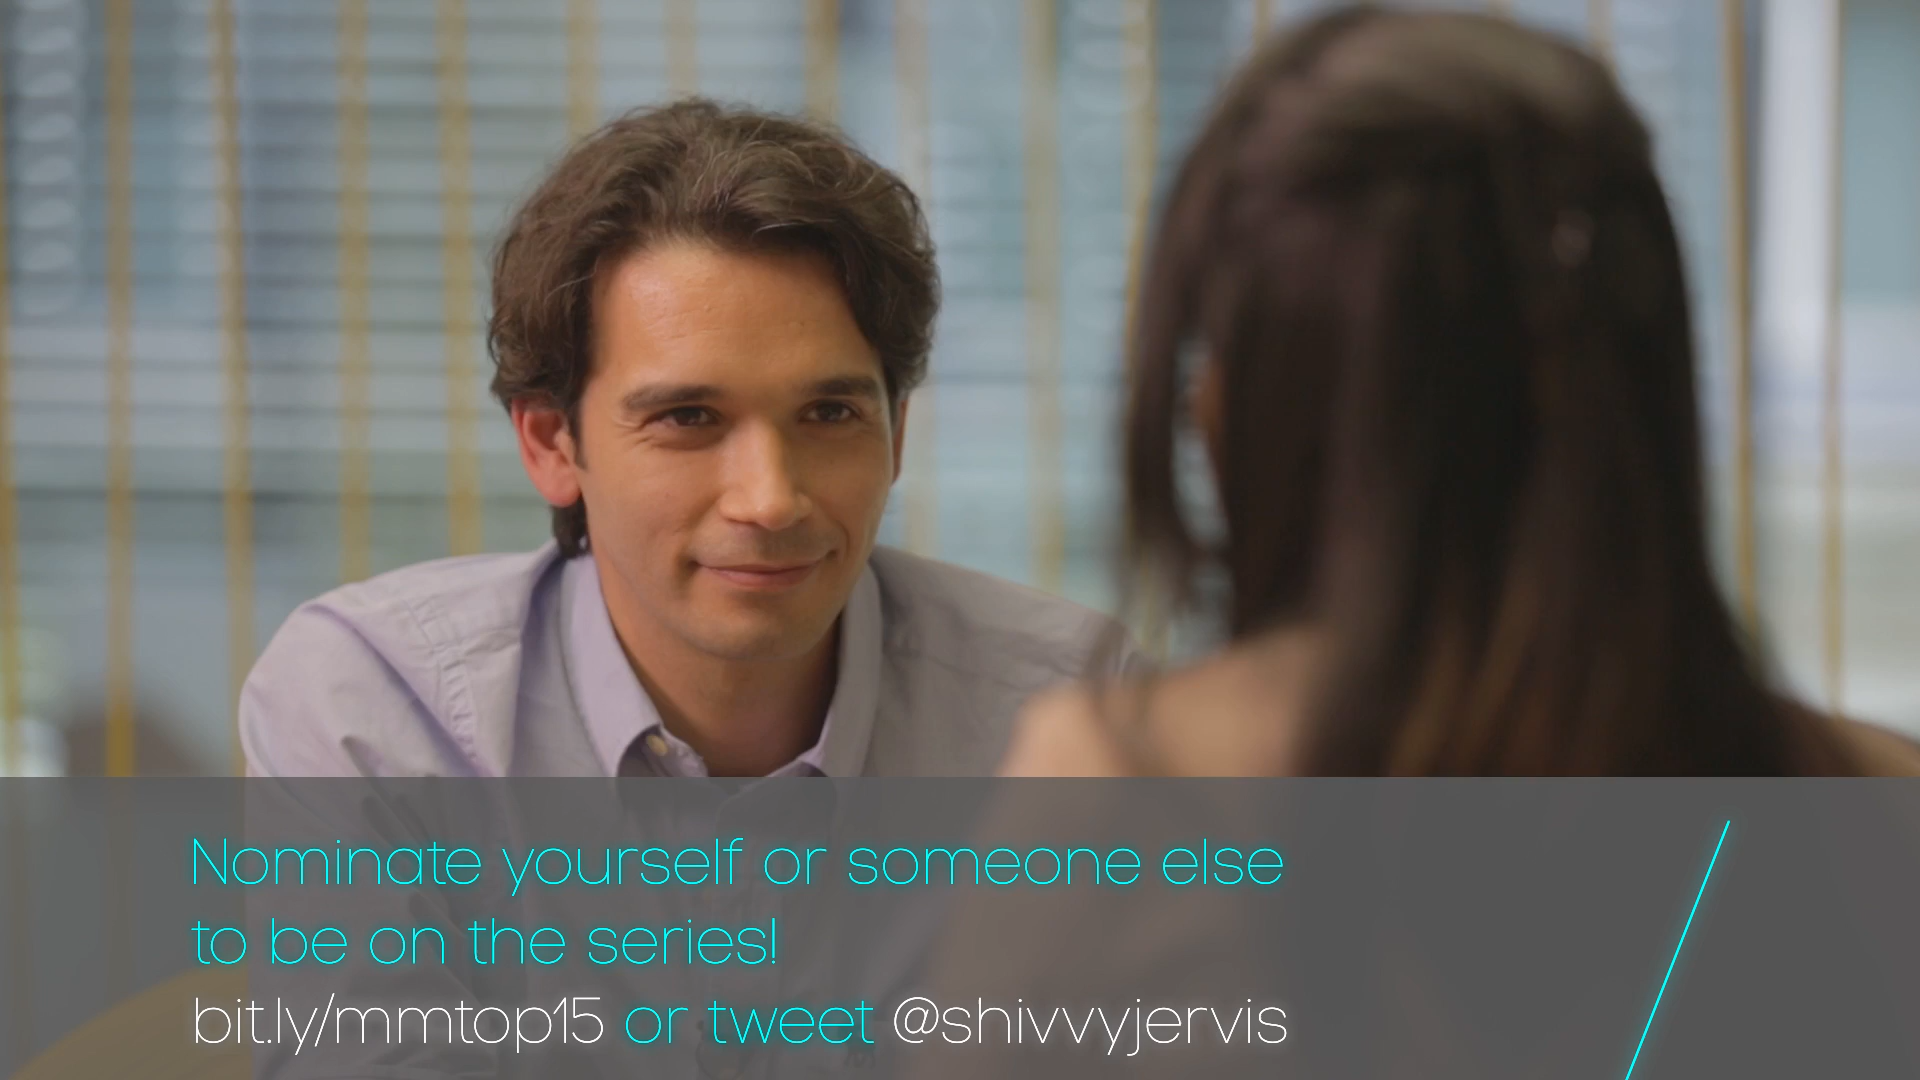 Nominate yourself or someone else
to be on the series!
bit.ly/mmtop15 or tweet @shivvyjervis